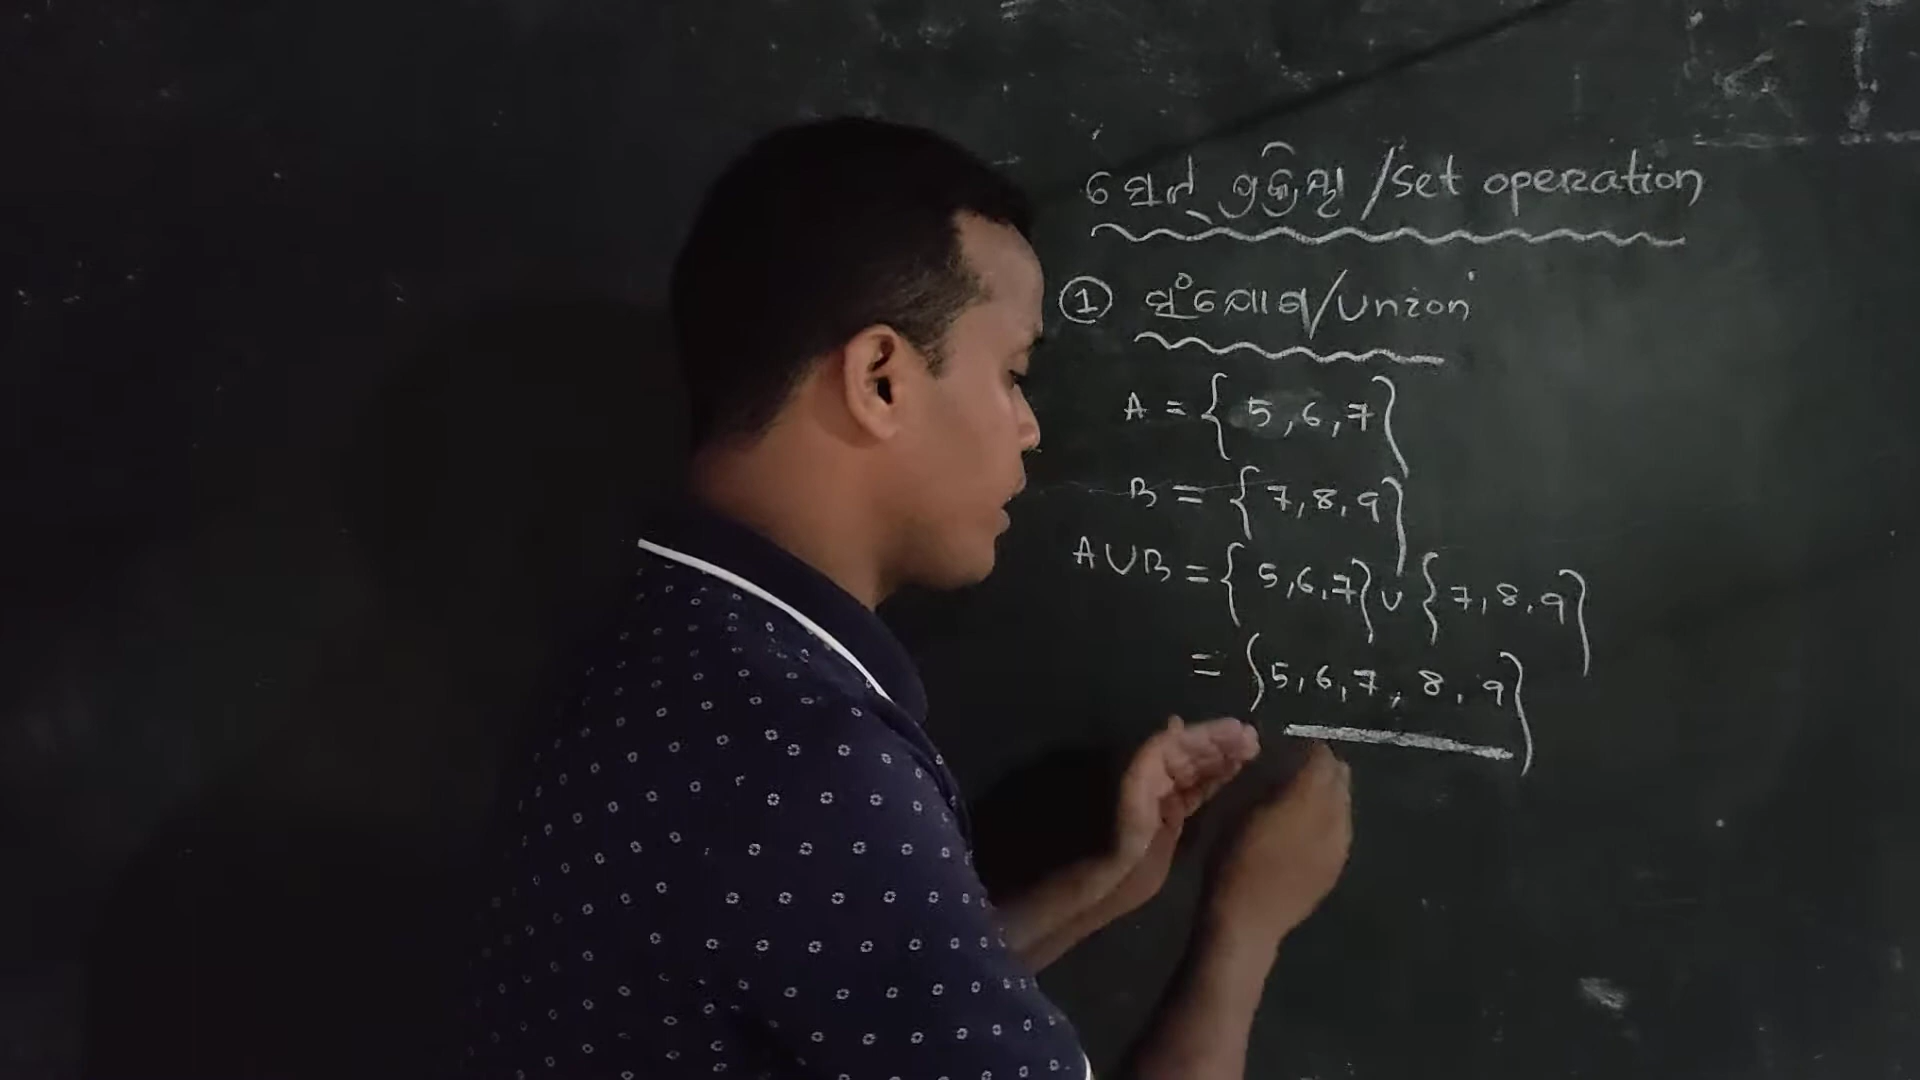 ସେଟ୍ ପ୍ରକ୍ରିୟା /Set operation
① ସଂଯୋଗ/Union
A = { 5, 6, 7}
B = {7, 8, 9}
A∪B = { 5, 6, 7} ∪ {7, 8, 9}
= {5, 6, 7, 8, 9}